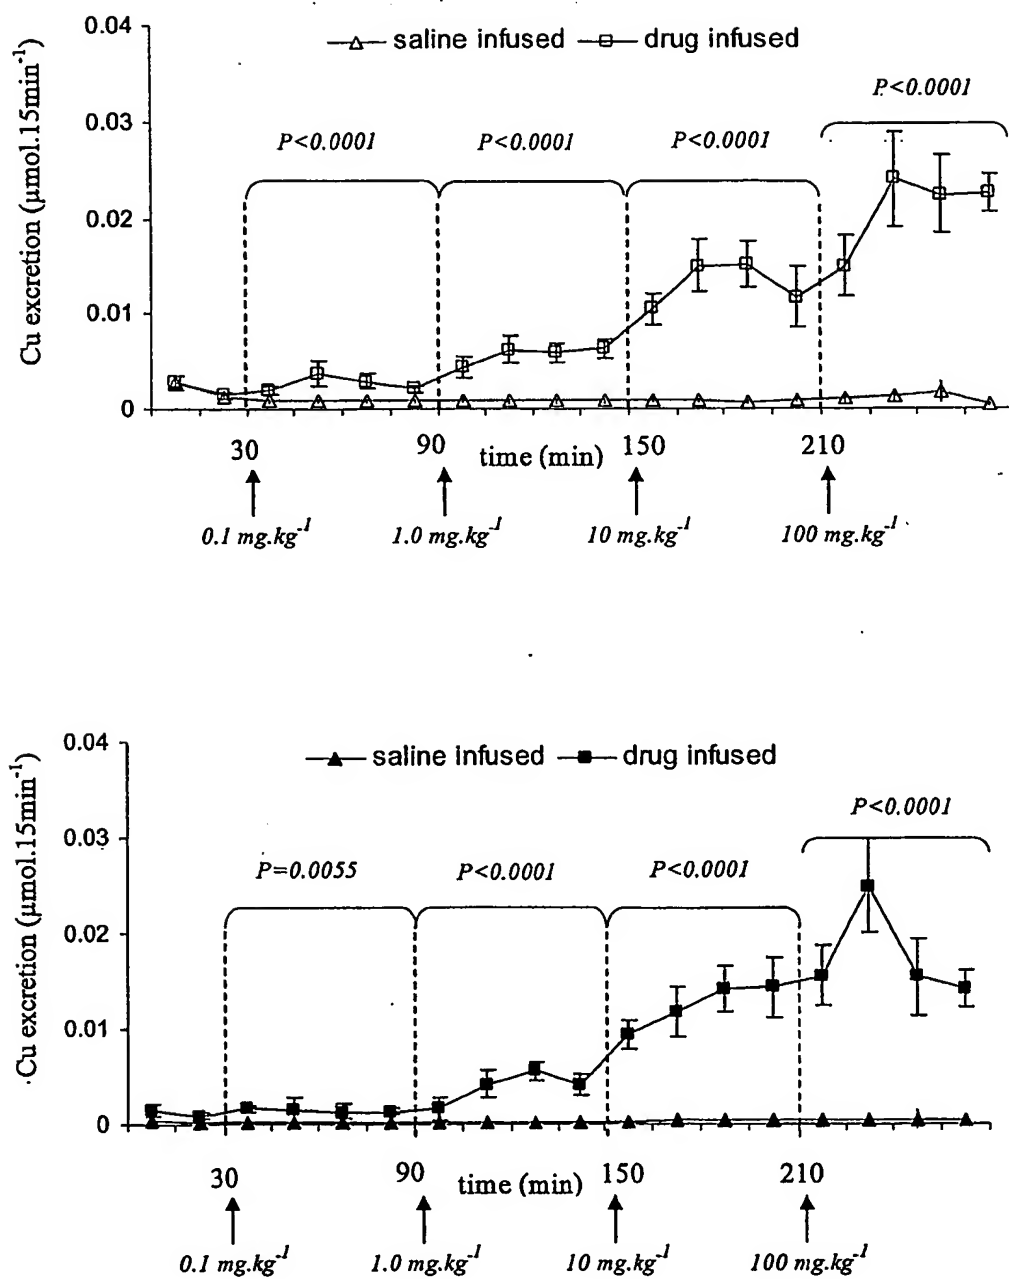 0.04
saline infused drug infused
P<0.0001
0.03
P<0.0001 P<0.0001 P<0.0001
0.02
0.01
0
Cu excretion (µmol.15min⁻¹)
30 90 time (min) 150 210
0.1 mg.kg⁻¹ 1.0 mg.kg⁻¹ 10 mg.kg⁻¹ 100 mg.kg⁻¹
0.04
saline infused drug infused
P<0.0001
0.03
P=0.0055 P<0.0001 P<0.0001
0.02
0.01
0
Cu excretion (µmol.15min⁻¹)
30 90 time (min) 150 210
0.1 mg.kg⁻¹ 1.0 mg.kg⁻¹ 10 mg.kg⁻¹ 100 mg.kg⁻¹